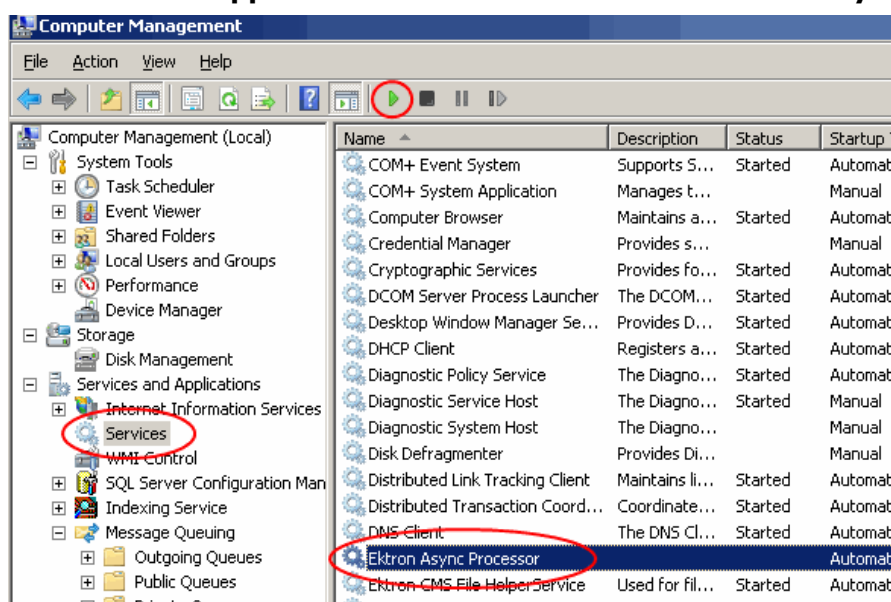 Computer Management
File Action View Help
Computer Management (Local)
System Tools
Task Scheduler
Event Viewer
Shared Folders
Local Users and Groups
Performance
Device Manager
Storage
Disk Management
Services and Applications
Internet Information Services
Services
WMI Control
SQL Server Configuration Man
Indexing Service
Message Queuing
Outgoing Queues
Public Queues
Name Description Status Startup
COM+ Event System Supports S... Started Automat
COM+ System Application Manages t... Manual
Computer Browser Maintains a... Started Automat
Credential Manager Provides s... Manual
Cryptographic Services Provides fo... Started Automat
DCOM Server Process Launcher The DCOM... Started Automat
Desktop Window Manager Se... Provides D... Started Automat
DHCP Client Registers a... Started Automat
Diagnostic Policy Service The Diagno... Started Automat
Diagnostic Service Host The Diagno... Started Manual
Diagnostic System Host The Diagno... Manual
Disk Defragmenter Provides Di... Manual
Distributed Link Tracking Client Maintains li... Started Automat
Distributed Transaction Coord... Coordinate... Started Automat
DNS Client The DNS Cl... Started Automat
Ektron Async Processor Automat
Ektron CMS File HelperService Used for fil... Started Automat